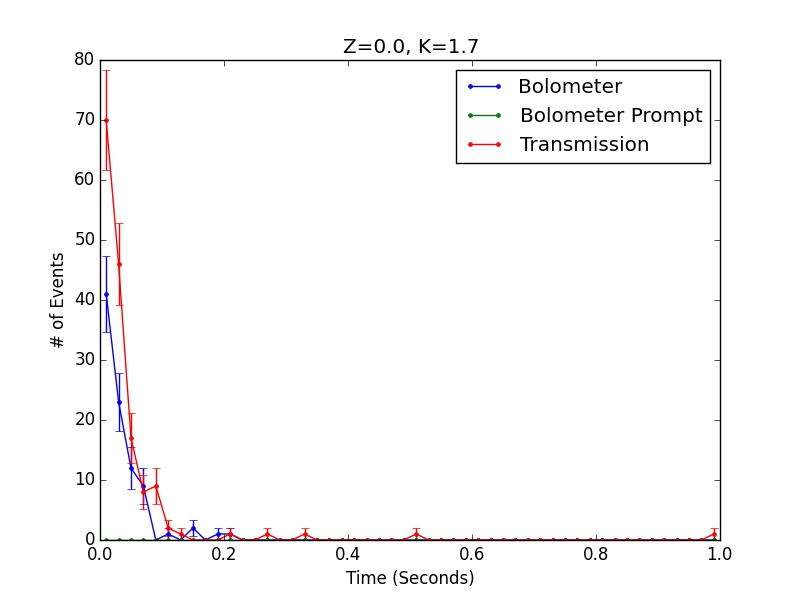 Z=0.0, K=1.7
80
70
60
50
40
30
20
10
0
# of Events
Bolometer
Bolometer Prompt
Transmission
0.0 0.2 0.4 0.6 0.8 1.0
Time (Seconds)